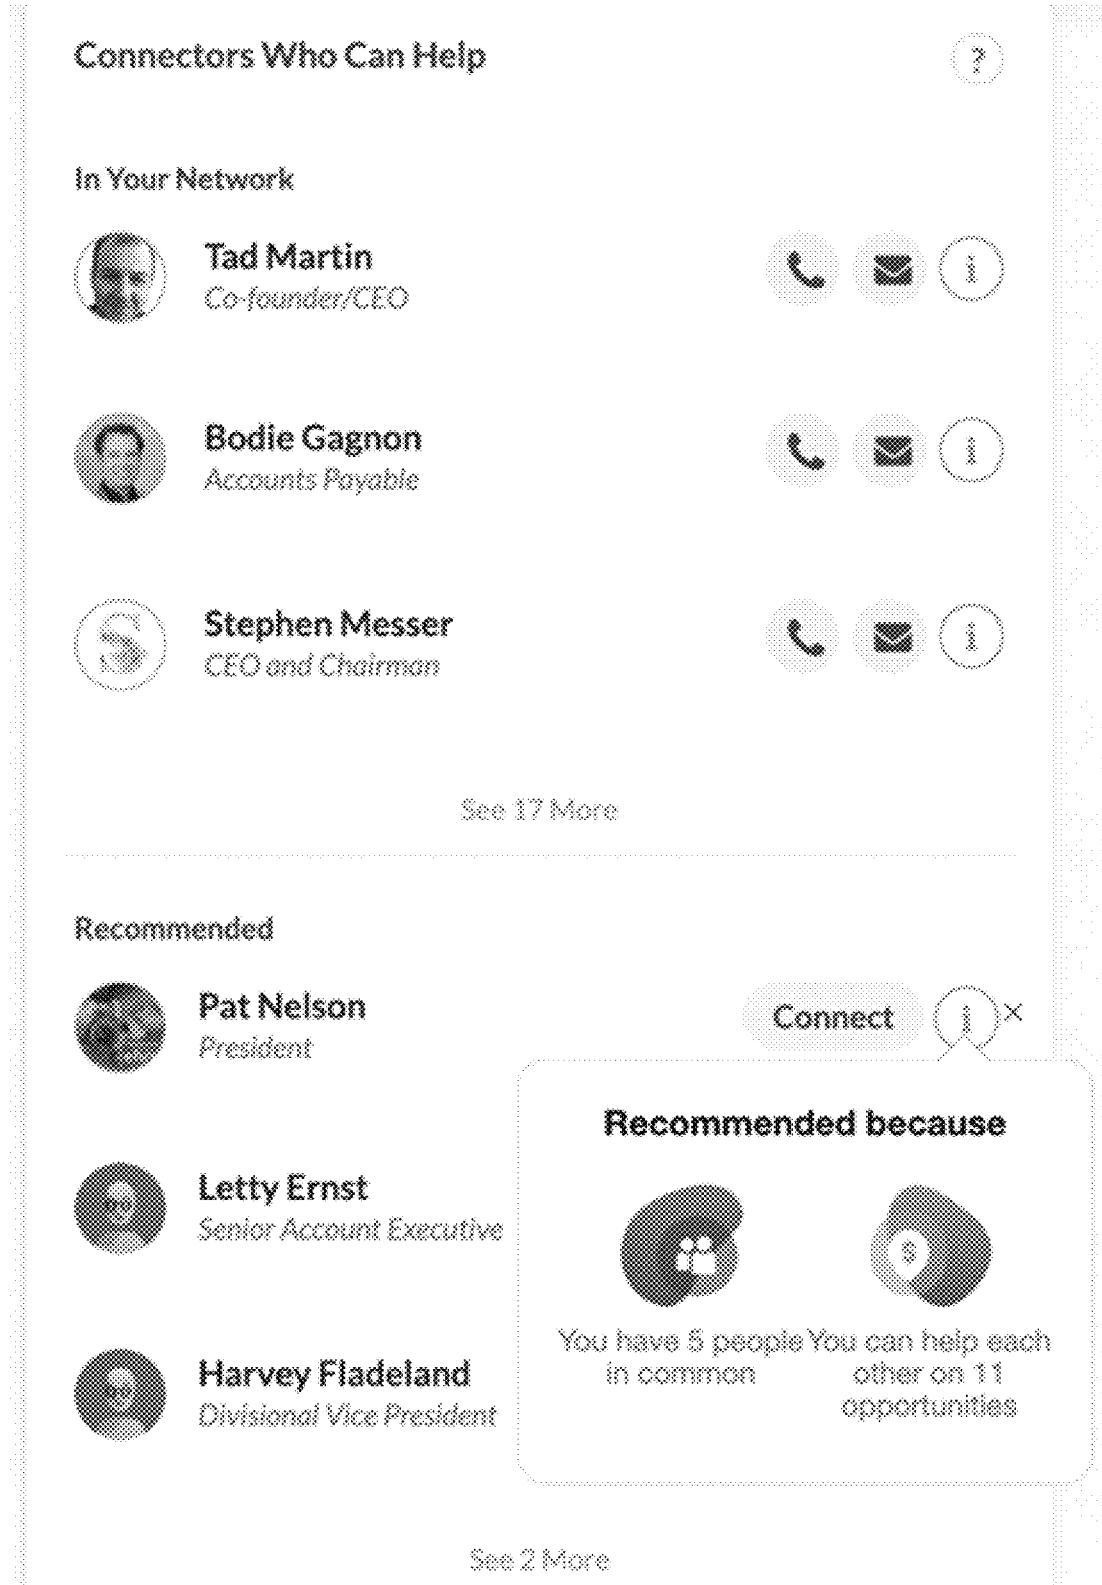 Connectors Who Can Help
?
In Your Network
Tad Martin
Co-founder/CEO
i
Bodie Gagnon
Accounts Payable
i
S
Stephen Messer
CEO and Chairman
i
See 17 More
Recommended
Pat Nelson
President
Connect
i
×
Recommended because
$
You have 5 people
in common
You can help each
other on 11
opportunities
Letty Ernst
Senior Account Executive
Harvey Fladeland
Divisional Vice President
See 2 More